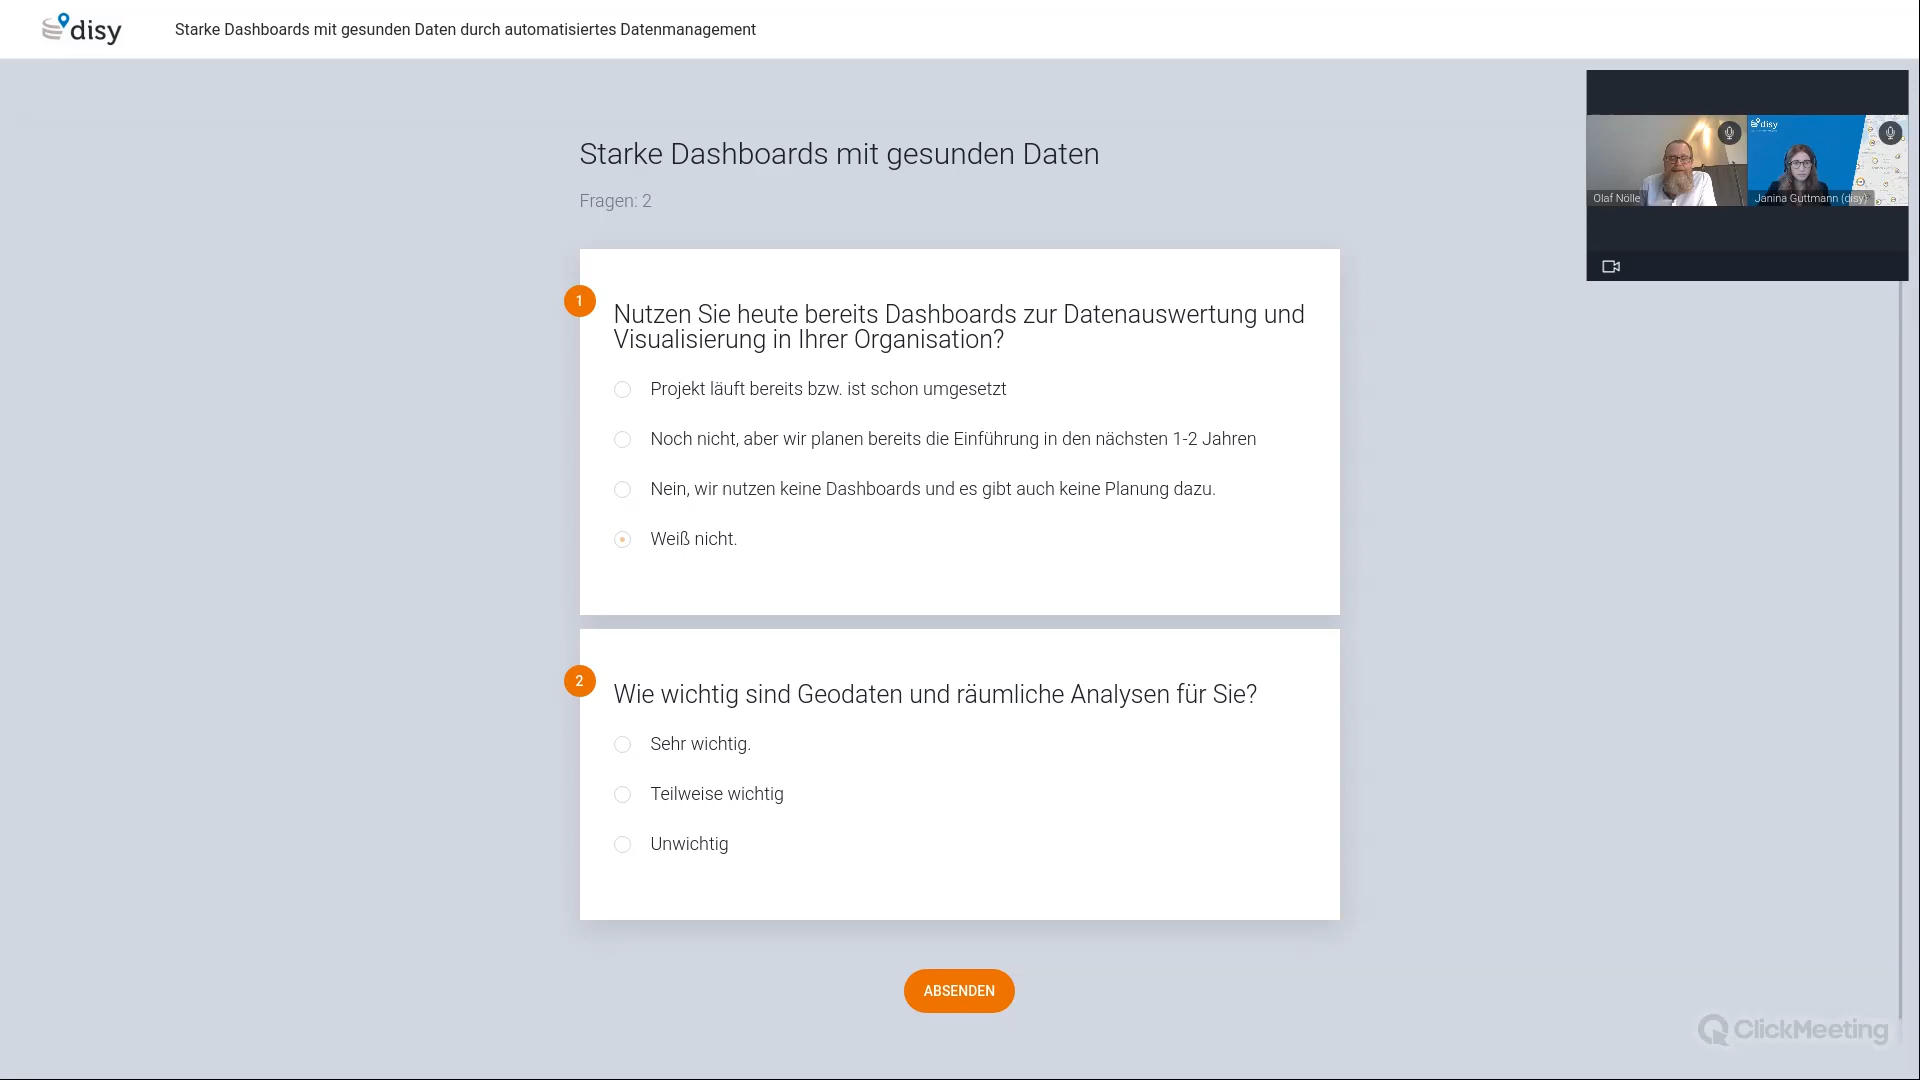 disy
Starke Dashboards mit gesunden Daten durch automatisiertes Datenmanagement
disy
Olaf Nölle
Janina Guttmann (disy)
Starke Dashboards mit gesunden Daten
Fragen: 2
1
Nutzen Sie heute bereits Dashboards zur Datenauswertung und
Visualisierung in Ihrer Organisation?
Projekt läuft bereits bzw. ist schon umgesetzt
Noch nicht, aber wir planen bereits die Einführung in den nächsten 1-2 Jahren
Nein, wir nutzen keine Dashboards und es gibt auch keine Planung dazu.
Weiß nicht.
2
Wie wichtig sind Geodaten und räumliche Analysen für Sie?
Sehr wichtig.
Teilweise wichtig
Unwichtig
ABSENDEN
ClickMeeting